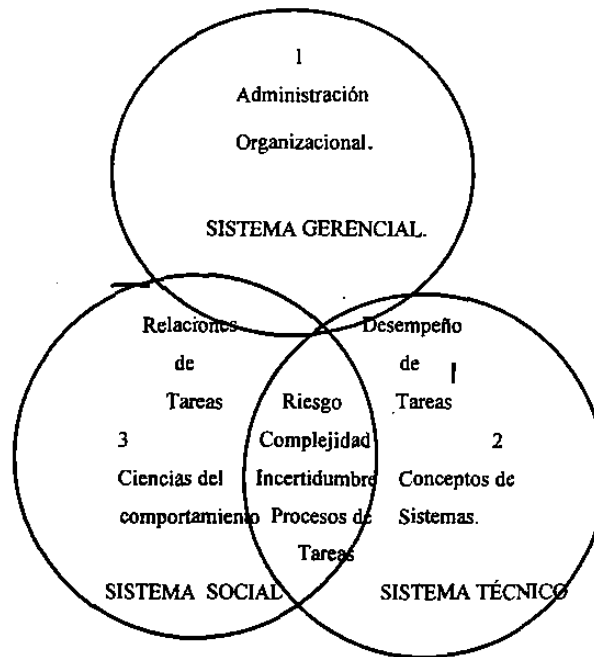 1
Administración
Organizacional.
SISTEMA GERENCIAL.
Relaciones
de
Tareas
Desempeño
de
Tareas
Riesgo
Complejidad
Incertidumbre
Procesos de
Tareas
3
Ciencias del
comportamiento
SISTEMA SOCIAL
2
Conceptos de
Sistemas.
SISTEMA TÉCNICO